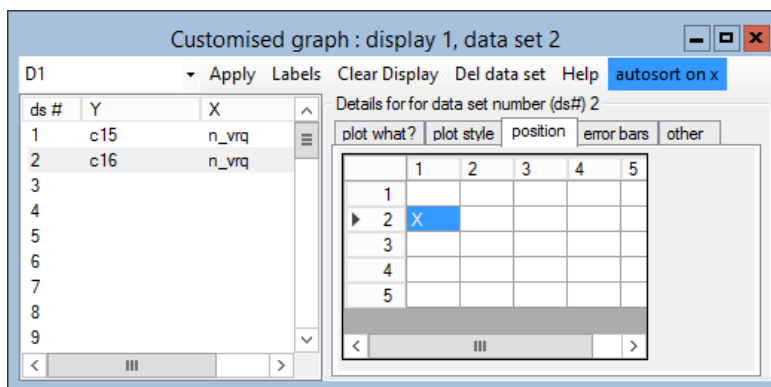 Customised graph : display 1, data set 2
D1 Apply Labels Clear Display Del data set Help autosort on x
ds # Y X
1 c15 n_vrq
2 c16 n_vrq
3
4
5
6
7
8
9
Details for for data set number (ds#) 2
plot what? plot style position error bars other
1 2 3 4 5
1
2 X
3
4
5